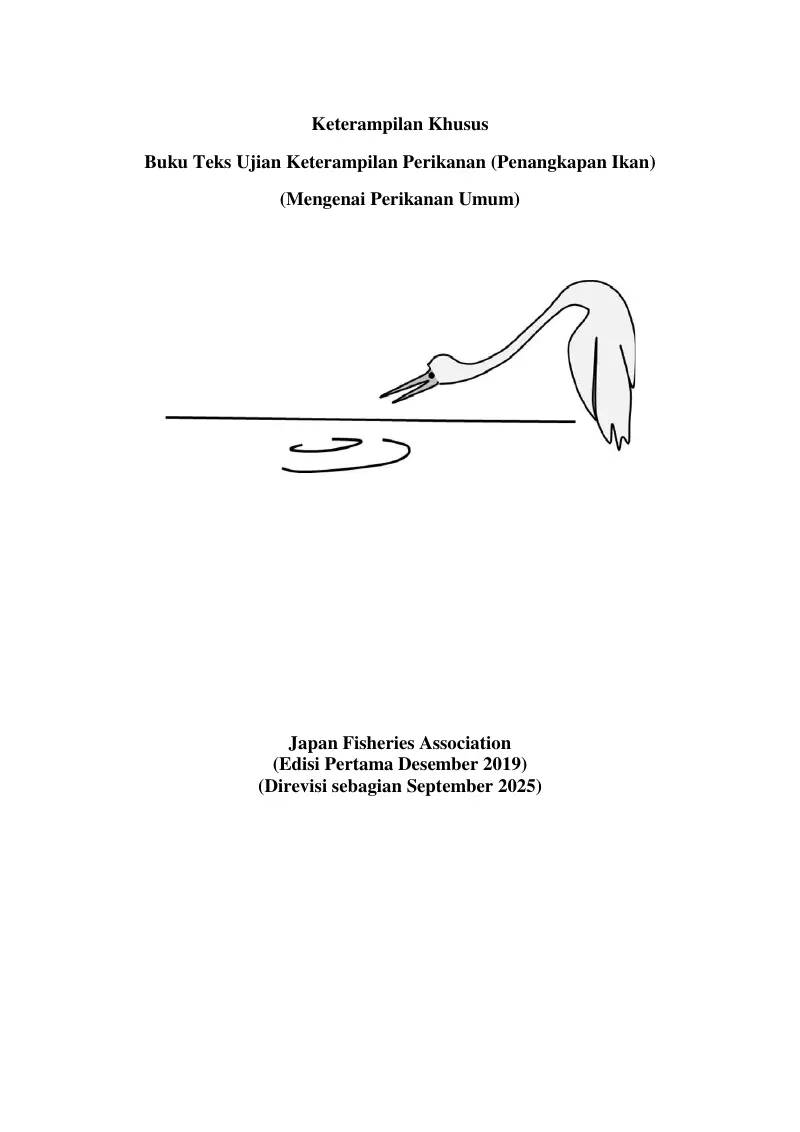 Keterampilan Khusus
Buku Teks Ujian Keterampilan Perikanan (Penangkapan Ikan)
(Mengenai Perikanan Umum)
Japan Fisheries Association
(Edisi Pertama Desember 2019)
(Direvisi sebagian September 2025)